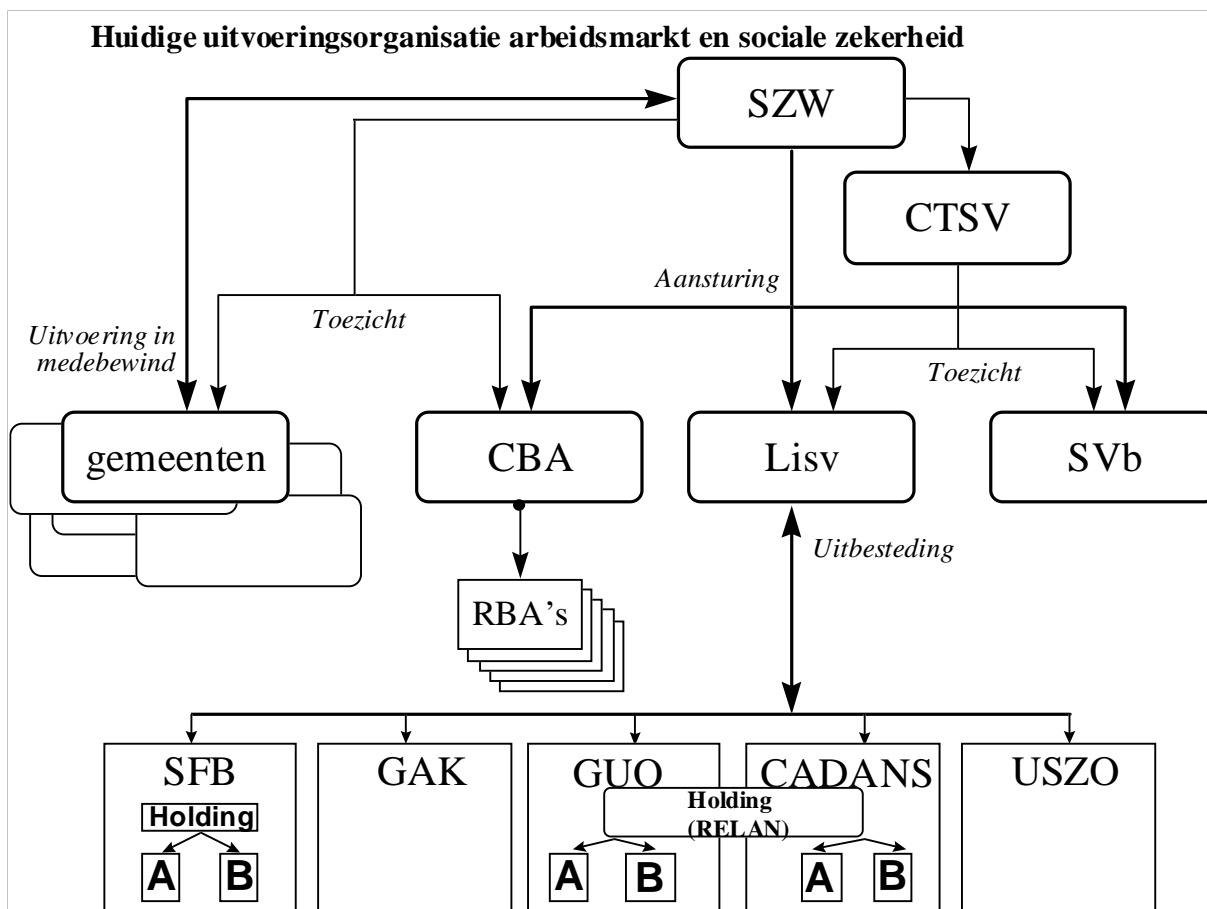 Huidige uitvoeringsorganisatie arbeidsmarkt en sociale zekerheid
SZW
CTSV
Aansturing
Toezicht
Uitvoering in
medebewind
Toezicht
gemeenten
CBA
Lisv
SVb
Uitbesteding
RBA's
SFB
GAK
GUO
CADANS
USZO
Holding
Holding
(RELAN)
A
B
A
B
A
B